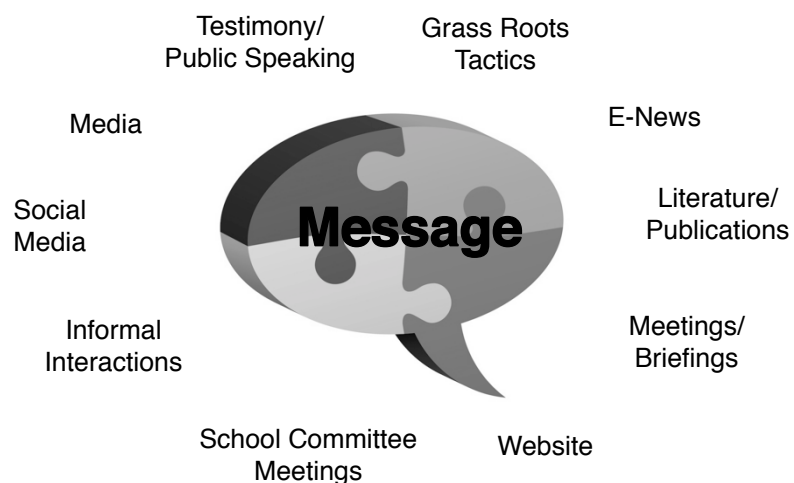 Testimony/
Public Speaking
Grass Roots
Tactics
Media
E-News
Social
Media
Literature/
Publications
Message
Informal
Interactions
Meetings/
Briefings
School Committee
Meetings
Website